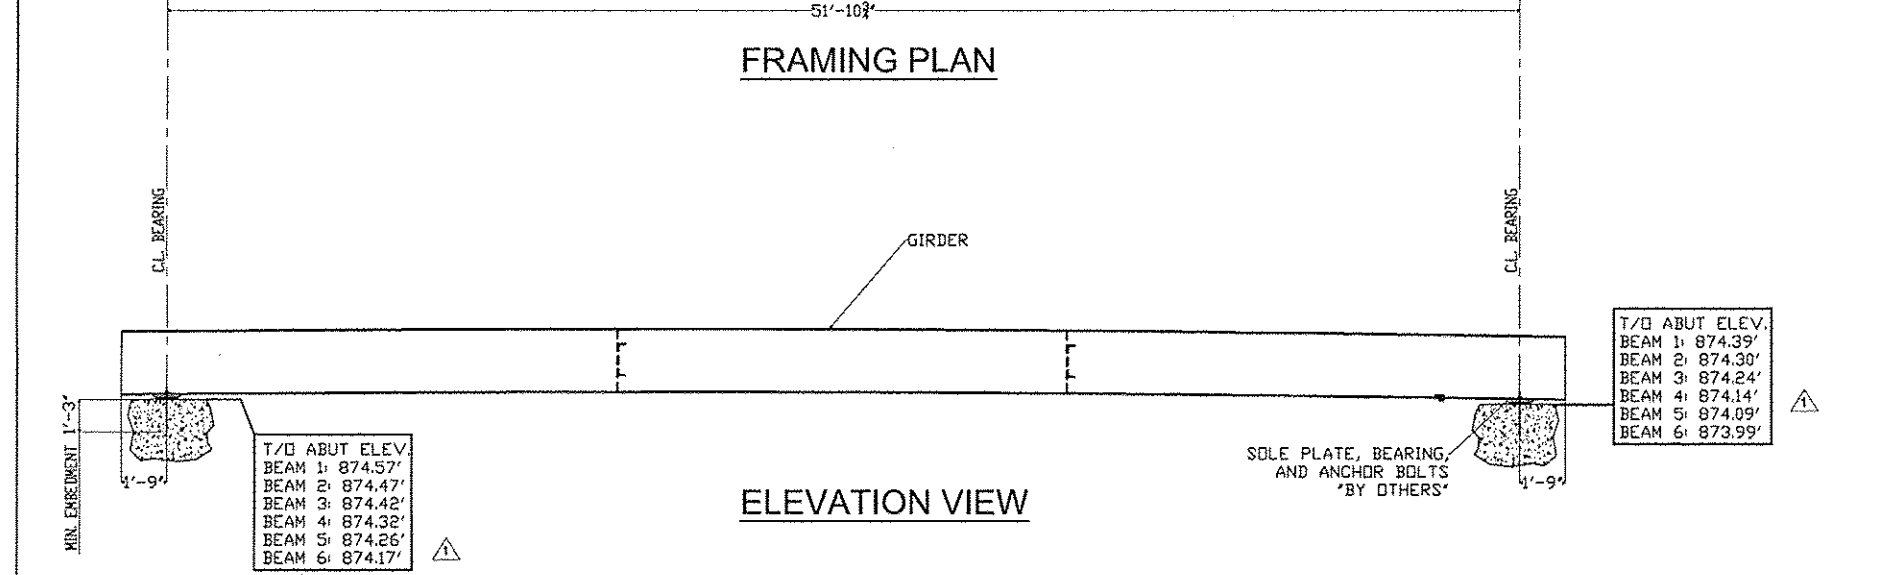 51'-10¾"
FRAMING PLAN
C.L. BEARING
C.L. BEARING
GIRDER
T/O ABUT ELEV.
BEAM 1: 874.39'
BEAM 2: 874.30'
BEAM 3: 874.24'
BEAM 4: 874.14'
BEAM 5: 874.09'
BEAM 6: 873.99'
1
MIN. EMBEDMENT 1'-3"
1'-9"
T/O ABUT ELEV.
BEAM 1: 874.57'
BEAM 2: 874.47'
BEAM 3: 874.42'
BEAM 4: 874.32'
BEAM 5: 874.26'
BEAM 6: 874.17'
1
SOLE PLATE, BEARING,
AND ANCHOR BOLTS
"BY OTHERS"
1'-9"
ELEVATION VIEW